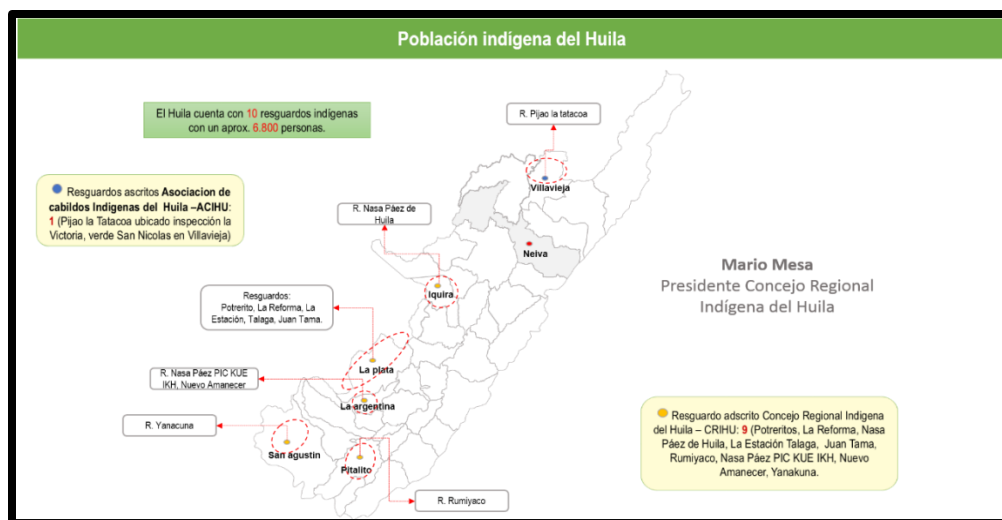 Población indígena del Huila
El Huila cuenta con 10 resguardos indígenas
con un aprox. 6.800 personas.
R. Pijao la tatacoa
Villavieja
Resguardos ascritos Asociacion de
cabildos Indigenas del Huila –ACIHU:
1 (Pijao la Tatacoa ubicado inspección la
Victoria, verde San Nicolas en Villavieja)
R. Nasa Páez de
Huila
Neiva
Mario Mesa
Presidente Concejo Regional
Indígena del Huila
Iquira
Resguardos:
Potrerito, La Reforma, La
Estación, Talaga, Juan Tama.
La plata
R. Nasa Páez PIC KUE
IKH, Nuevo Amanecer
La argentina
R. Yanacuna
San agustin
Pitalito
R. Rumiyaco
Resguardo adscrito Concejo Regional Indigena
del Huila – CRIHU: 9 (Potreritos, La Reforma, Nasa
Páez de Huila, La Estación Talaga, Juan Tama,
Rumiyaco, Nasa Páez PIC KUE IKH, Nuevo
Amanecer, Yanakuna.